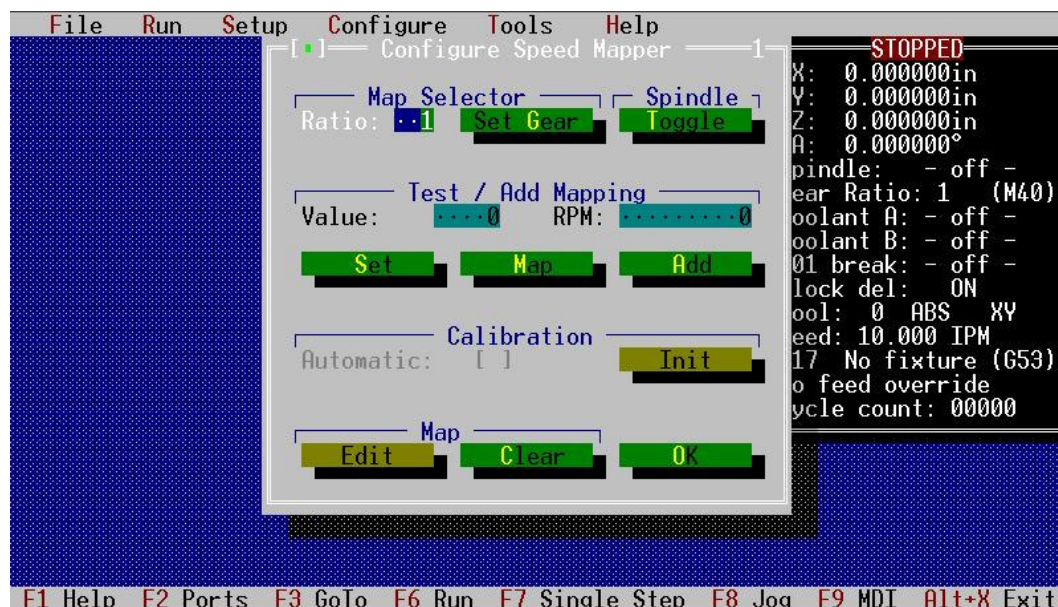 File Run Setup Configure Tools Help
[▪] Configure Speed Mapper 1
STOPPED
X: 0.000000in
Y: 0.000000in
Z: 0.000000in
A: 0.000000°
pindle: - off -
ear Ratio: 1 (M40)
oolant A: - off -
oolant B: - off -
01 break: - off -
lock del: ON
ool: 0 ABS XY
eed: 10.000 IPM
17 No fixture (G53)
o feed override
ycle count: 00000
Map Selector Spindle
Ratio: ··1 Set Gear Toggle
Test / Add Mapping
Value: ····0 RPM: ·········0
Set Map Add
Calibration
Automatic: [ ] Init
Map
Edit Clear OK
F1 Help F2 Ports F3 GoTo F6 Run F7 Single Step F8 Jog F9 MDI Alt+X Exit